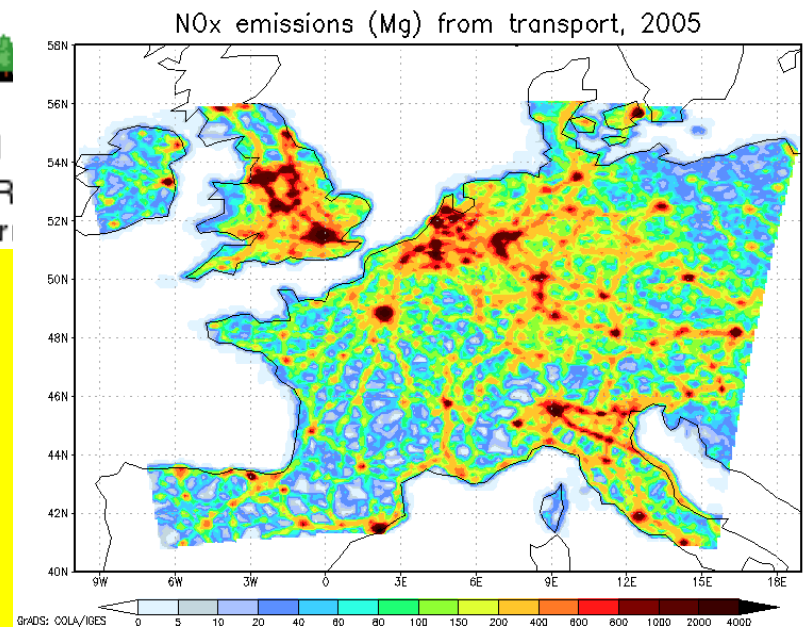 NOx emissions (Mg) from transport, 2005
R
r
58N
56N
54N
52N
50N
48N
46N
44N
42N
40N
9W 6W 3W 0 3E 6E 9E 12E 15E 18E
GrADS: COLA/IGES
0 5 10 20 40 60 80 100 150 200 400 600 800 1000 2000 4000